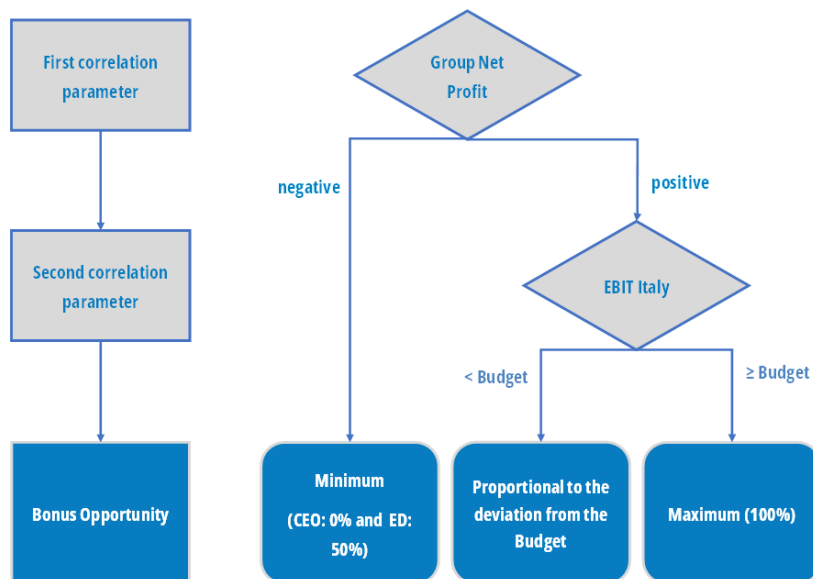 First correlation
parameter
Group Net
Profit
negative
positive
Second correlation
parameter
EBIT Italy
< Budget
≥ Budget
Bonus Opportunity
Minimum
(CEO: 0% and ED:
50%)
Proportional to the
deviation from the
Budget
Maximum (100%)